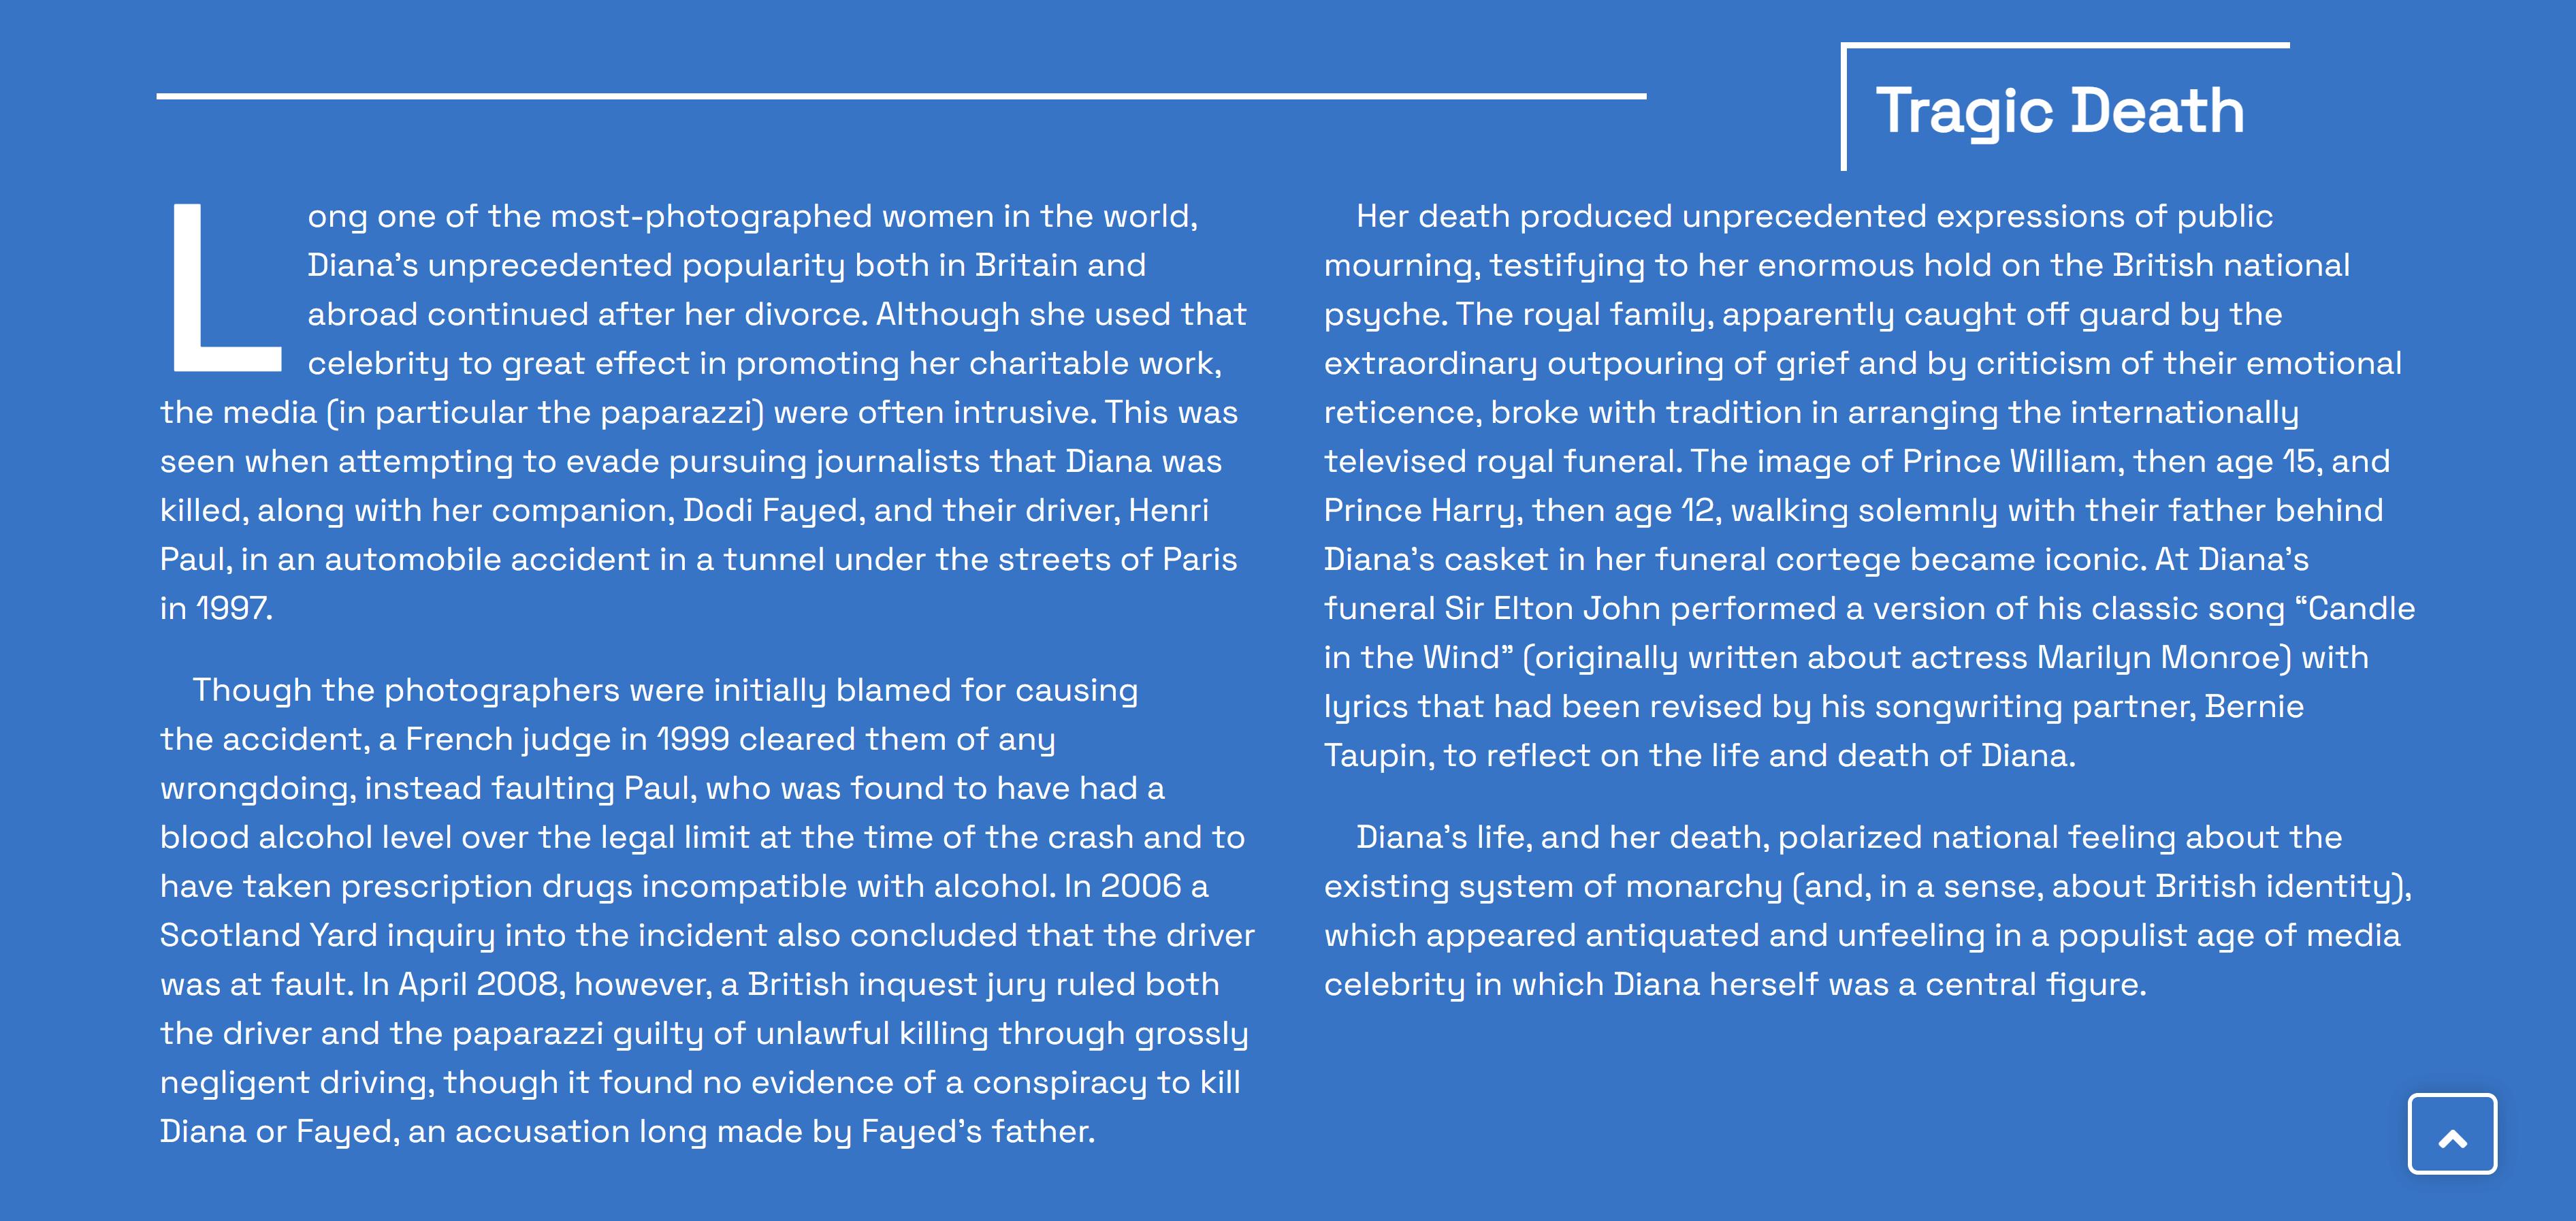 Tragic Death
Long one of the most-photographed women in the world,
Diana’s unprecedented popularity both in Britain and
abroad continued after her divorce. Although she used that
celebrity to great effect in promoting her charitable work,
the media (in particular the paparazzi) were often intrusive. This was
seen when attempting to evade pursuing journalists that Diana was
killed, along with her companion, Dodi Fayed, and their driver, Henri
Paul, in an automobile accident in a tunnel under the streets of Paris
in 1997.
Though the photographers were initially blamed for causing
the accident, a French judge in 1999 cleared them of any
wrongdoing, instead faulting Paul, who was found to have had a
blood alcohol level over the legal limit at the time of the crash and to
have taken prescription drugs incompatible with alcohol. In 2006 a
Scotland Yard inquiry into the incident also concluded that the driver
was at fault. In April 2008, however, a British inquest jury ruled both
the driver and the paparazzi guilty of unlawful killing through grossly
negligent driving, though it found no evidence of a conspiracy to kill
Diana or Fayed, an accusation long made by Fayed’s father.
Her death produced unprecedented expressions of public
mourning, testifying to her enormous hold on the British national
psyche. The royal family, apparently caught off guard by the
extraordinary outpouring of grief and by criticism of their emotional
reticence, broke with tradition in arranging the internationally
televised royal funeral. The image of Prince William, then age 15, and
Prince Harry, then age 12, walking solemnly with their father behind
Diana’s casket in her funeral cortege became iconic. At Diana’s
funeral Sir Elton John performed a version of his classic song “Candle
in the Wind” (originally written about actress Marilyn Monroe) with
lyrics that had been revised by his songwriting partner, Bernie
Taupin, to reflect on the life and death of Diana.
Diana’s life, and her death, polarized national feeling about the
existing system of monarchy (and, in a sense, about British identity),
which appeared antiquated and unfeeling in a populist age of media
celebrity in which Diana herself was a central figure.